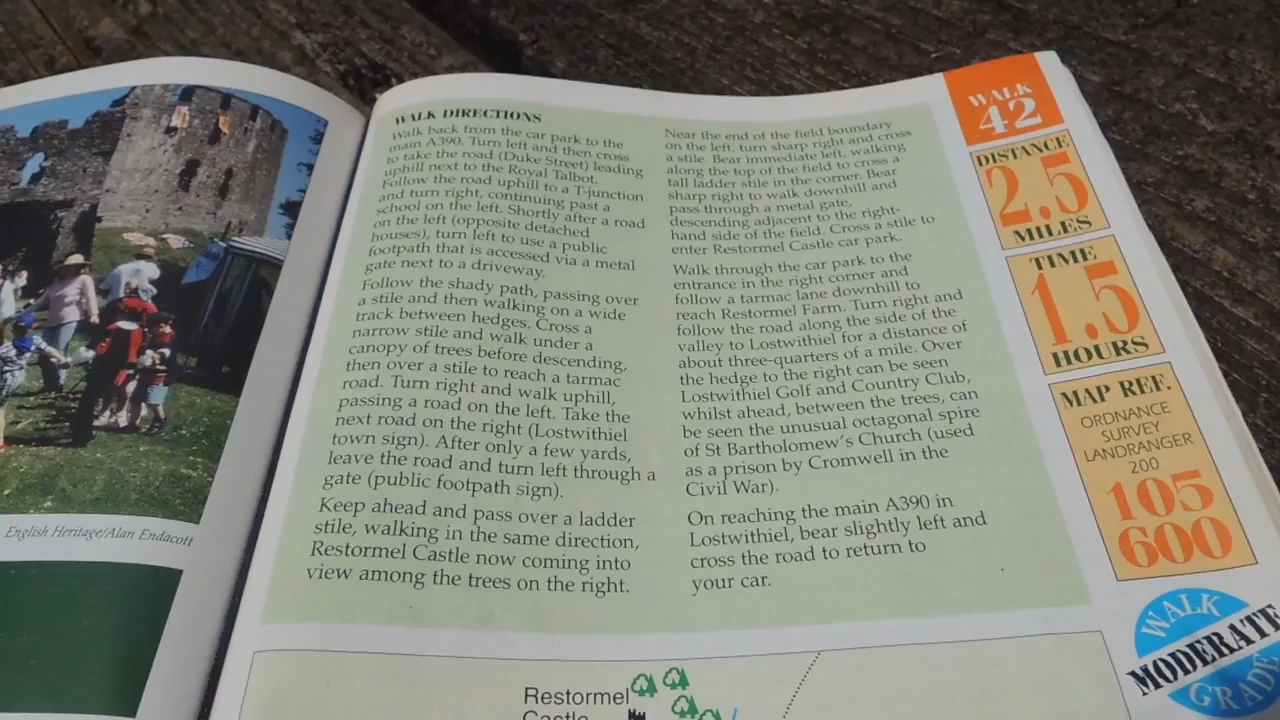 WALK DIRECTIONS
Walk back from the car park to the
main A390. Turn left and then cross
to take the road (Duke Street) leading
uphill next to the Royal Talbot.
Follow the road uphill to a T-junction
and turn right, continuing past a
school on the left. Shortly after a road
on the left (opposite detached
houses), turn left to use a public
footpath that is accessed via a metal
gate next to a driveway.
Follow the shady path, passing over
a stile and then walking on a wide
track between hedges. Cross a
narrow stile and walk under a
canopy of trees before descending,
then over a stile to reach a tarmac
road. Turn right and walk uphill,
passing a road on the left. Take the
next road on the right (Lostwithiel
town sign). After only a few yards,
leave the road and turn left through a
gate (public footpath sign).
Keep ahead and pass over a ladder
stile, walking in the same direction,
Restormel Castle now coming into
view among the trees on the right.
Near the end of the field boundary
on the left, turn sharp right and cross
a stile. Bear immediate left, walking
along the top of the field to cross a
tall ladder stile in the corner. Bear
sharp right to walk downhill and
pass through a metal gate,
descending adjacent to the right-
hand side of the field. Cross a stile to
enter Restormel Castle car park.
Walk through the car park to the
entrance in the right corner and
follow a tarmac lane downhill to
reach Restormel Farm. Turn right and
follow the road along the side of the
valley to Lostwithiel for a distance of
about three-quarters of a mile. Over
the hedge to the right can be seen
Lostwithiel Golf and Country Club,
whilst ahead, between the trees, can
be seen the unusual octagonal spire
of St Bartholomew's Church (used
as a prison by Cromwell in the
Civil War).
On reaching the main A390 in
Lostwithiel, bear slightly left and
cross the road to return to
your car.
WALK
42
DISTANCE
2.5
MILES
TIME
1.5
HOURS
MAP REF.
ORDNANCE
SURVEY
LANDRANGER
200
105
600
WALK
MODERATE
GRADE
English Heritage/Alan Endacott
Restormel
Castle